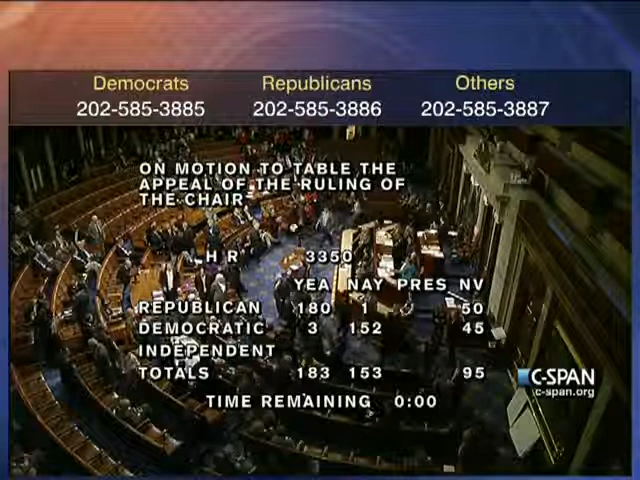 Democrats Republicans Others
202-585-3885 202-585-3886 202-585-3887
ON MOTION TO TABLE THE
APPEAL OF THE RULING OF
THE CHAIR
H R 3350
YEA NAY PRES NV
REPUBLICAN 180 1 50
DEMOCRATIC 3 152 45
INDEPENDENT
TOTALS 183 153 95
TIME REMAINING 0:00
C-SPAN
c-span.org